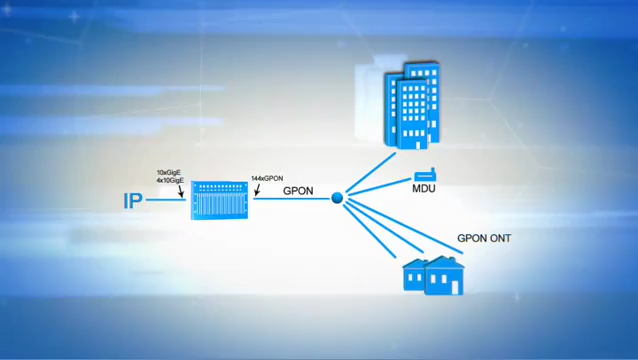 10xGigE
4x10GigE
144xGPON
IP
GPON
MDU
GPON ONT